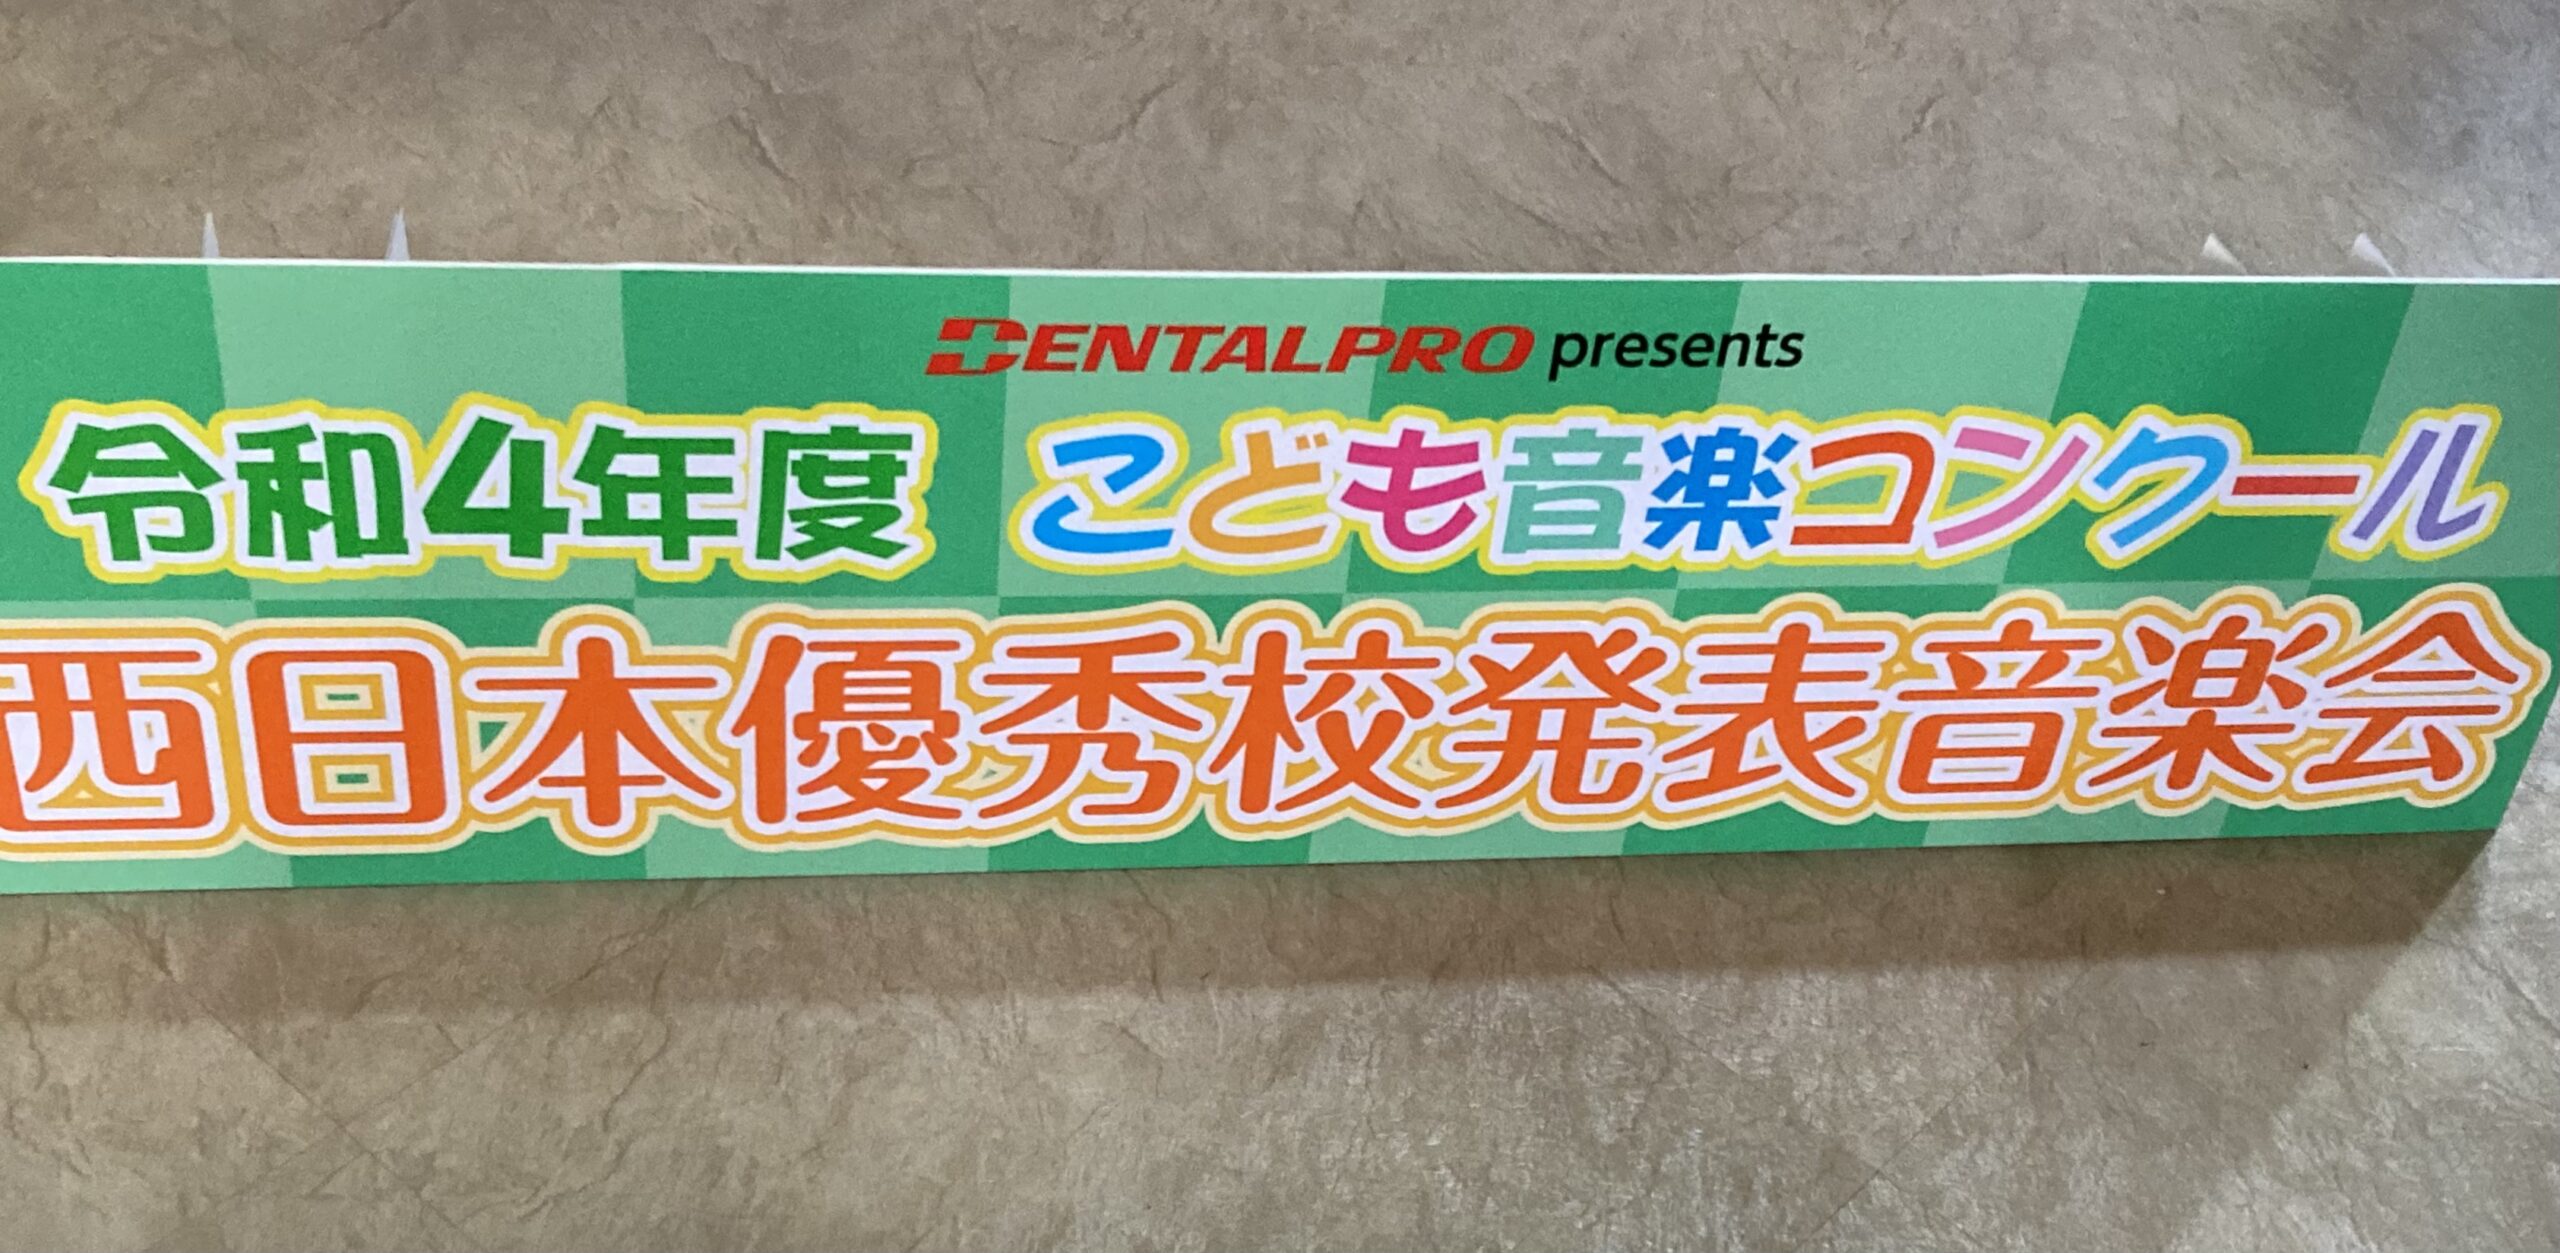 DENTALPRO presents
令和4年度 こども音楽コンクール
西日本優秀校発表音楽会